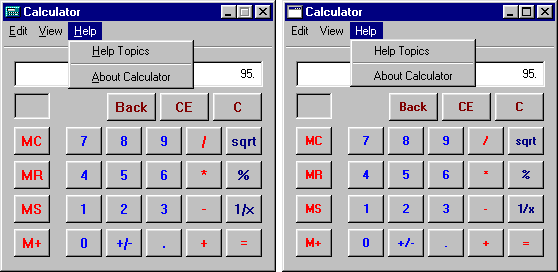 Calculator
Edit View Help
Help Topics
About Calculator
95.
Back CE C
MC 7 8 9 / sqrt
MR 4 5 6 * %
MS 1 2 3 - 1/x
M+ 0 +/- . + =
Calculator
Edit View Help
Help Topics
About Calculator
95.
Back CE C
MC 7 8 9 / sqrt
MR 4 5 6 * %
MS 1 2 3 - 1/x
M+ 0 +/- . + =